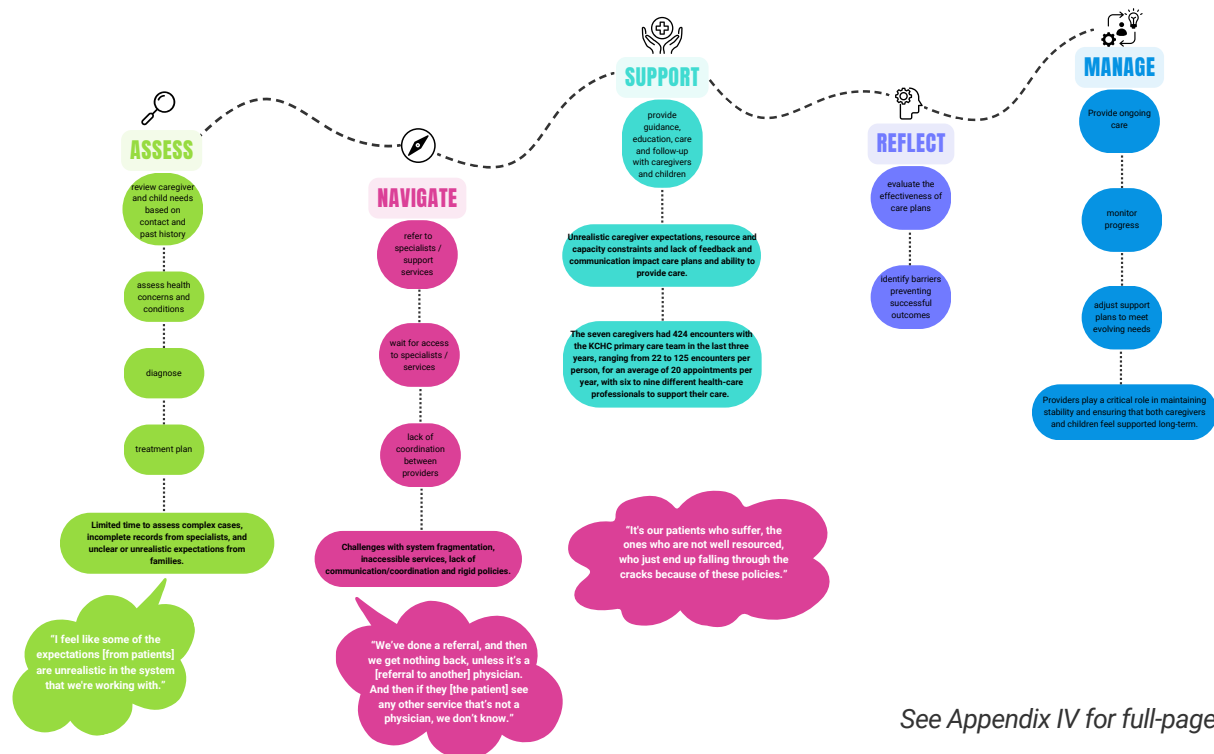 ASSESS
review caregiver
and child needs
based on
contact and
past history
assess health
concerns and
conditions
diagnose
treatment plan
Limited time to assess complex cases,
incomplete records from specialists, and
unclear or unrealistic expectations from
families.
"I feel like some of the
expectations [from patients]
are unrealistic in the system
that we're working with."
NAVIGATE
refer to
specialists /
support
services
wait for access
to specialists /
services
lack of
coordination
between
providers
Challenges with system fragmentation,
inaccessible services, lack of
communication/coordination and rigid policies.
"We've done a referral, and then
we get nothing back, unless it's a
[referral to another] physician.
And then if they [the patient] see
any other service that's not a
physician, we don't know."
SUPPORT
provide
guidance,
education, care
and follow-up
with caregivers
and children
Unrealistic caregiver expectations, resource and
capacity constraints and lack of feedback and
communication impact care plans and ability to
provide care.
The seven caregivers had 424 encounters with
the KCHC primary care team in the last three
years, ranging from 22 to 125 encounters per
person, for an average of 20 appointments per
year, with six to nine different health-care
professionals to support their care.
"It's our patients who suffer, the
ones who are not well resourced,
who just end up falling through the
cracks because of these policies."
REFLECT
evaluate the
effectiveness of
care plans
identify barriers
preventing
successful
outcomes
MANAGE
Provide ongoing
care
monitor
progress
adjust support
plans to meet
evolving needs
Providers play a critical role in maintaining
stability and ensuring that both caregivers
and children feel supported long-term.
See Appendix IV for full-page